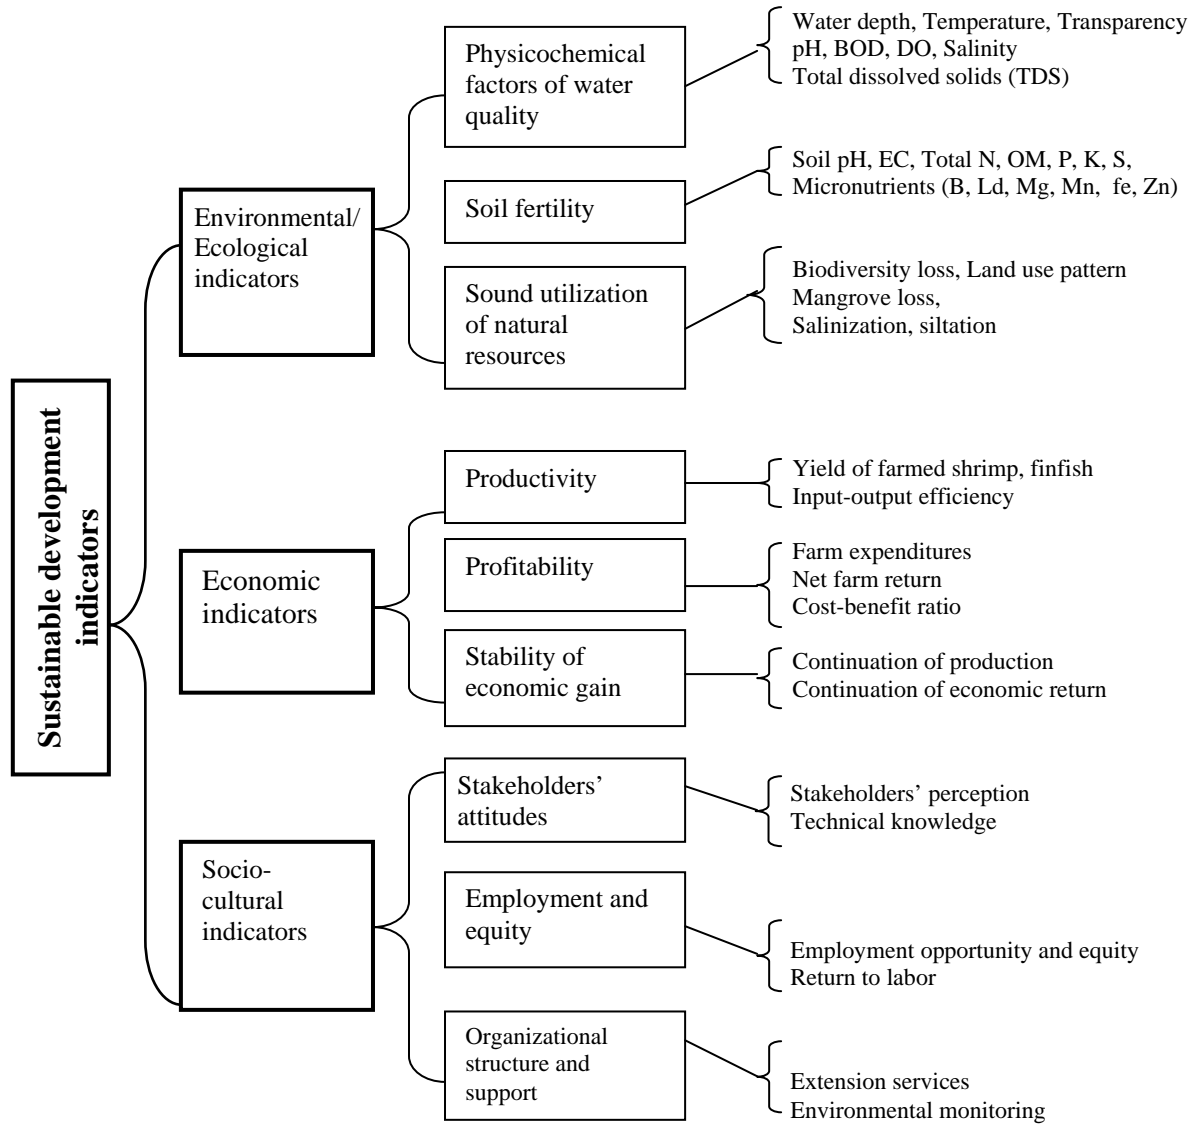 Sustainable development
indicators
Environmental/
Ecological
indicators
Physicochemical
factors of water
quality
Water depth, Temperature, Transparency
pH, BOD, DO, Salinity
Total dissolved solids (TDS)
Soil fertility
Soil pH, EC, Total N, OM, P, K, S,
Micronutrients (B, Ld, Mg, Mn, fe, Zn)
Sound utilization
of natural
resources
Biodiversity loss, Land use pattern
Mangrove loss,
Salinization, siltation
Economic
indicators
Productivity
Yield of farmed shrimp, finfish
Input-output efficiency
Profitability
Farm expenditures
Net farm return
Cost-benefit ratio
Stability of
economic gain
Continuation of production
Continuation of economic return
Socio-
cultural
indicators
Stakeholders’
attitudes
Stakeholders’ perception
Technical knowledge
Employment and
equity
Employment opportunity and equity
Return to labor
Organizational
structure and
support
Extension services
Environmental monitoring